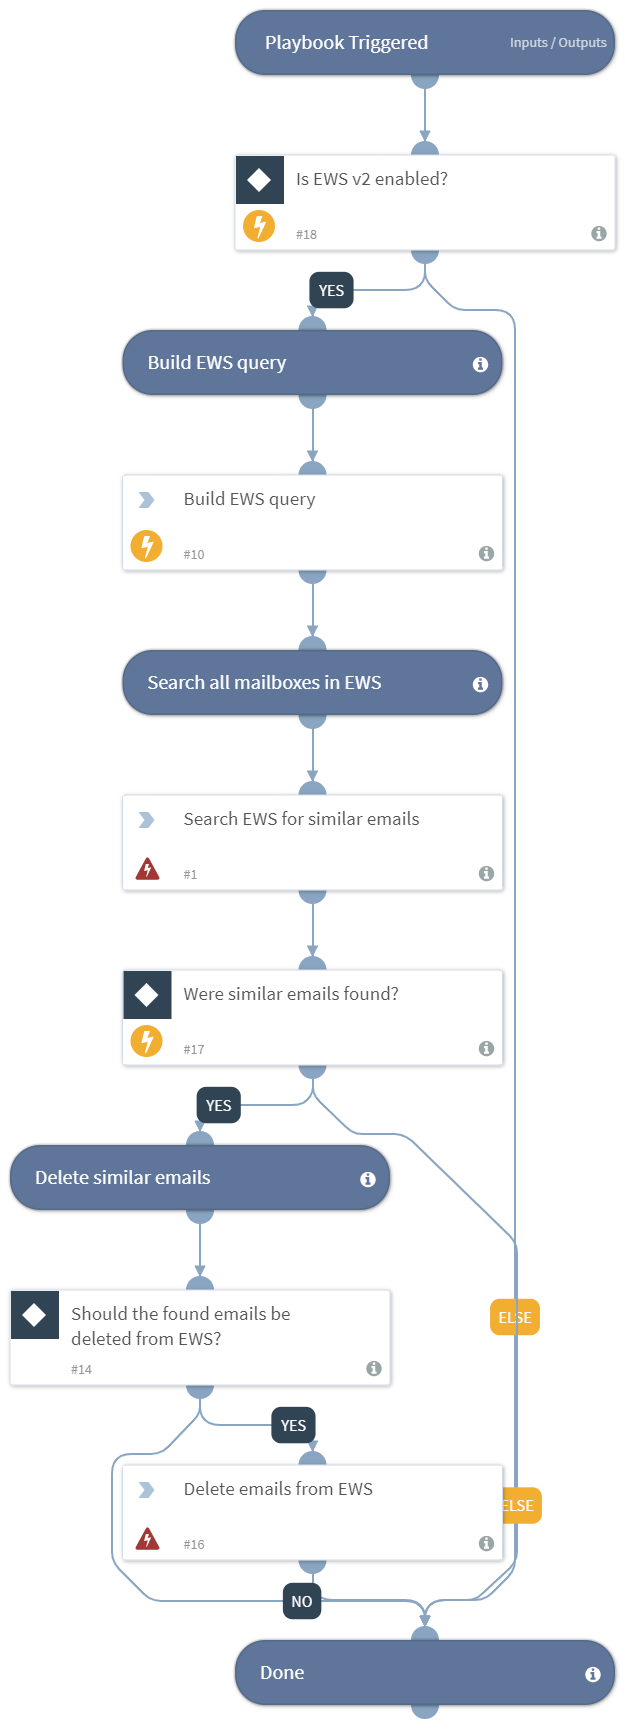 Playbook Triggered
Inputs / Outputs
Is EWS v2 enabled?
#18
YES
Build EWS query
Build EWS query
#10
Search all mailboxes in EWS
Search EWS for similar emails
#1
Were similar emails found?
#17
YES
Delete similar emails
Should the found emails be
deleted from EWS?
#14
ELSE
YES
Delete emails from EWS
#16
ELSE
NO
Done